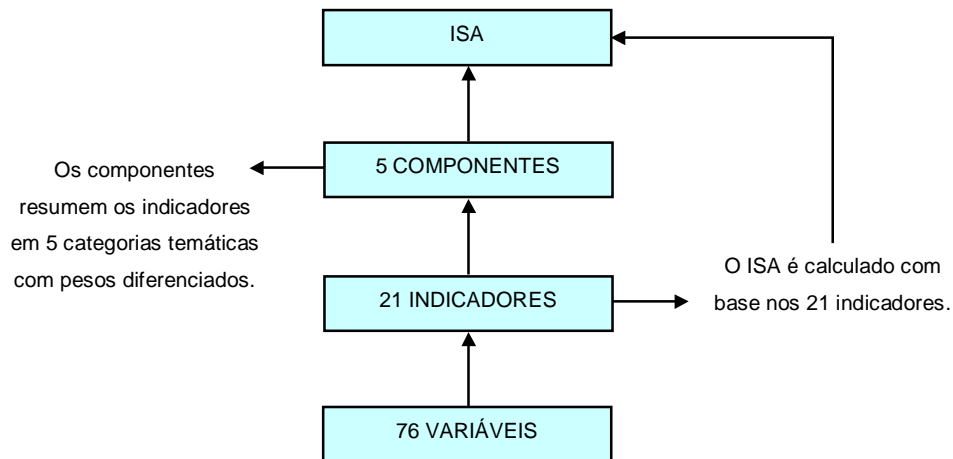 ISA
5 COMPONENTES
Os componentes
resumem os indicadores
em 5 categorias temáticas
com pesos diferenciados.
21 INDICADORES
O ISA é calculado com
base nos 21 indicadores.
76 VARIÁVEIS